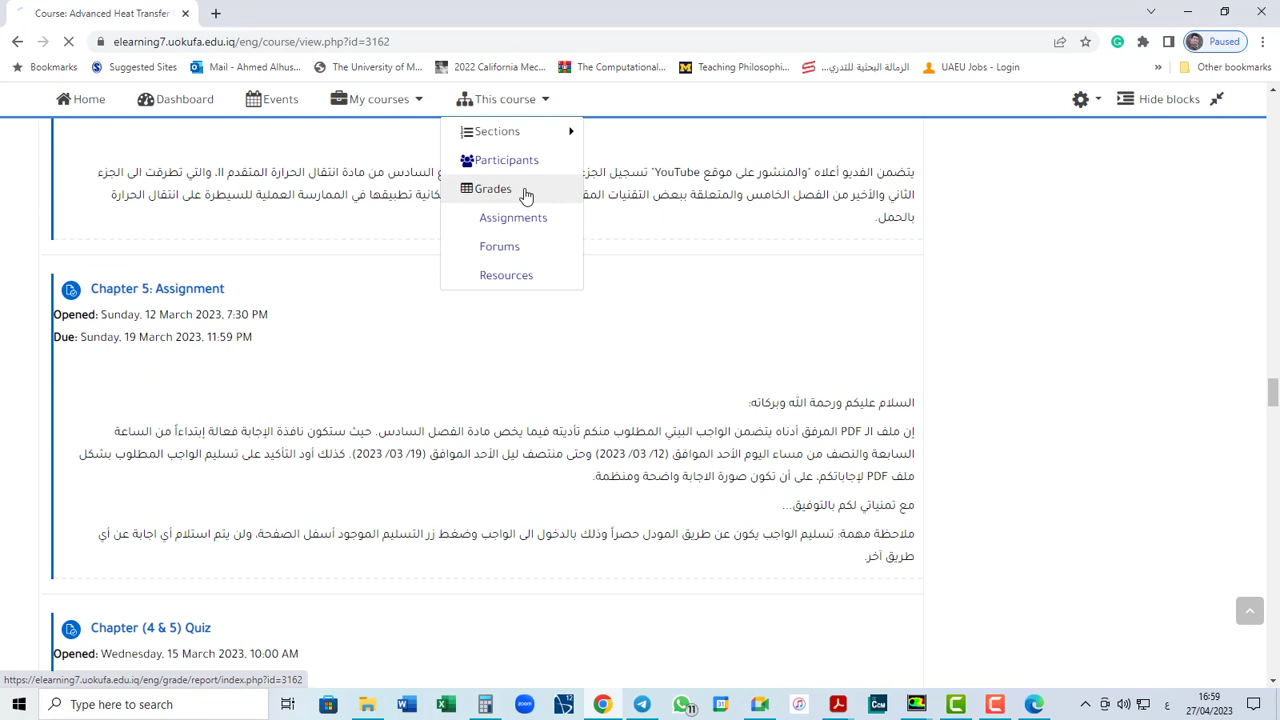 Course: Advanced Heat Transfer
elearning7.uokufa.edu.iq/eng/course/view.php?id=3162
Paused
Bookmarks
Suggested Sites
Mail - Ahmed Alhus...
The University of M...
2022 California Mec...
The Computational...
Teaching Philosophi...
الزمالة البحثية للتدري...
UAEU Jobs - Login
»
Other bookmarks
Home
Dashboard
Events
My courses
This course
Hide blocks
Sections
Participants
Grades
Assignments
Forums
Resources
يتضمن الفديو أعلاه "والمنشور على موقع YouTube" تسجيل الجزء
ع السادس من مادة انتقال الحرارة المتقدم II، والتي تطرقت الى الجزء
الثاني والأخير من الفصل الخامس والمتعلقة ببعض التقنيات
كانية تطبيقها في الممارسة العملية للسيطرة على انتقال الحرارة
بالحمل.
Chapter 5: Assignment
Opened: Sunday, 12 March 2023, 7:30 PM
Due: Sunday, 19 March 2023, 11:59 PM
السلام عليكم ورحمة الله وبركاته:
إن ملف الـ PDF المرفق أدناه يتضمن الواجب البيتي المطلوب منكم تأديته فيما يخص مادة الفصل السادس. حيث ستكون نافذة الإجابة فعالة إبتداءاً من الساعة
السابعة والنصف من مساء اليوم الأحد الموافق (12/ 03/ 2023) وحتى منتصف ليل الأحد الموافق (19/ 03/ 2023). كذلك أود التأكيد على تسليم الواجب المطلوب بشكل
ملف PDF لإجاباتكم، على أن تكون صورة الاجابة واضحة ومنظمة.
مع تمنياتي لكم بالتوفيق...
ملاحظة مهمة: تسليم الواجب يكون عن طريق المودل حصراً وذلك بالدخول الى الواجب وضغط زر التسليم الموجود أسفل الصفحة، ولن يتم استلام أي اجابة عن أي
طريق آخر.
Chapter (4 & 5) Quiz
Opened: Wednesday, 15 March 2023, 10:00 AM
https://elearning7.uokufa.edu.iq/eng/grade/report/index.php?id=3162
Type here to search
zoom
12
11
31
Com
ع
16:59
27/04/2023